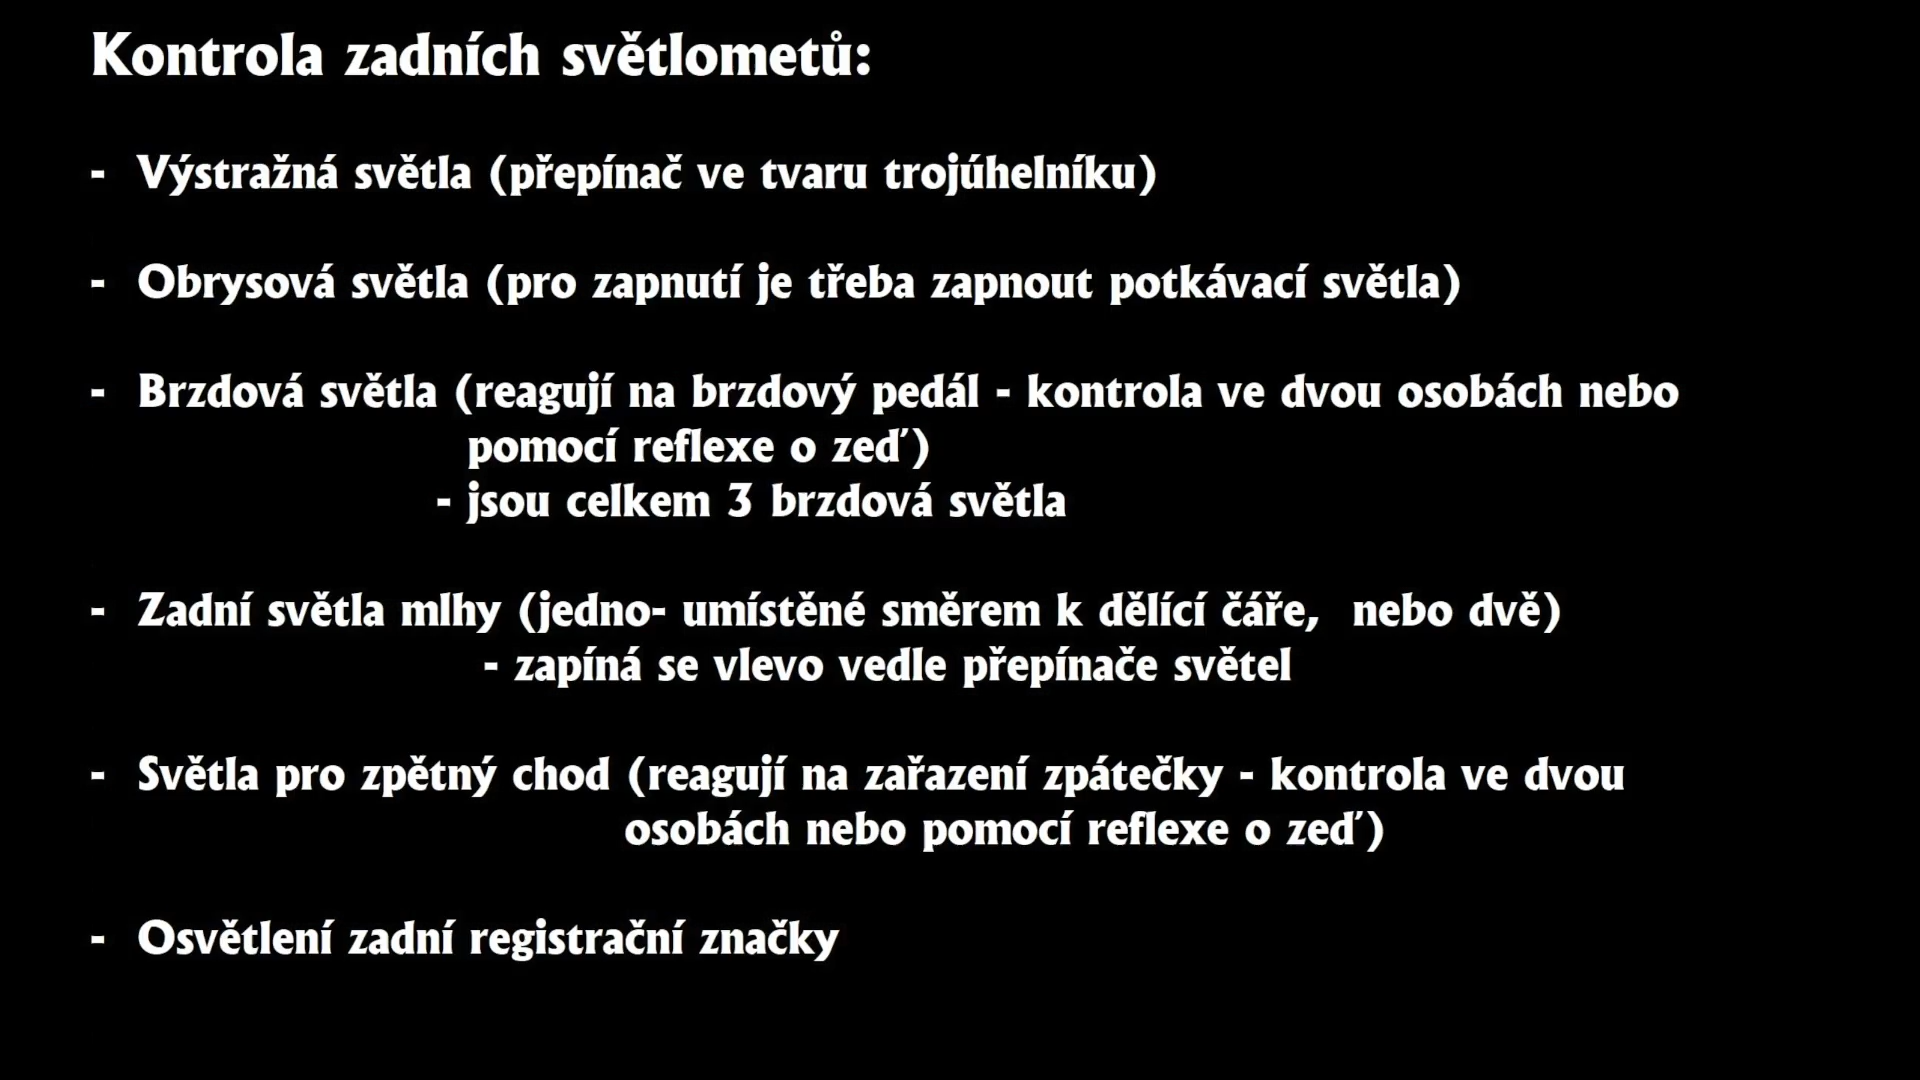 Kontrola zadních světlometů:
- Výstražná světla (přepínač ve tvaru trojúhelníku)
- Obrysová světla (pro zapnutí je třeba zapnout potkávací světla)
- Brzdová světla (reagují na brzdový pedál - kontrola ve dvou osobách nebo
pomocí reflexe o zeď)
- jsou celkem 3 brzdová světla
- Zadní světla mlhy (jedno- umístěné směrem k dělící čáře, nebo dvě)
- zapíná se vlevo vedle přepínače světel
- Světla pro zpětný chod (reagují na zařazení zpátečky - kontrola ve dvou
osobách nebo pomocí reflexe o zeď)
- Osvětlení zadní registrační značky